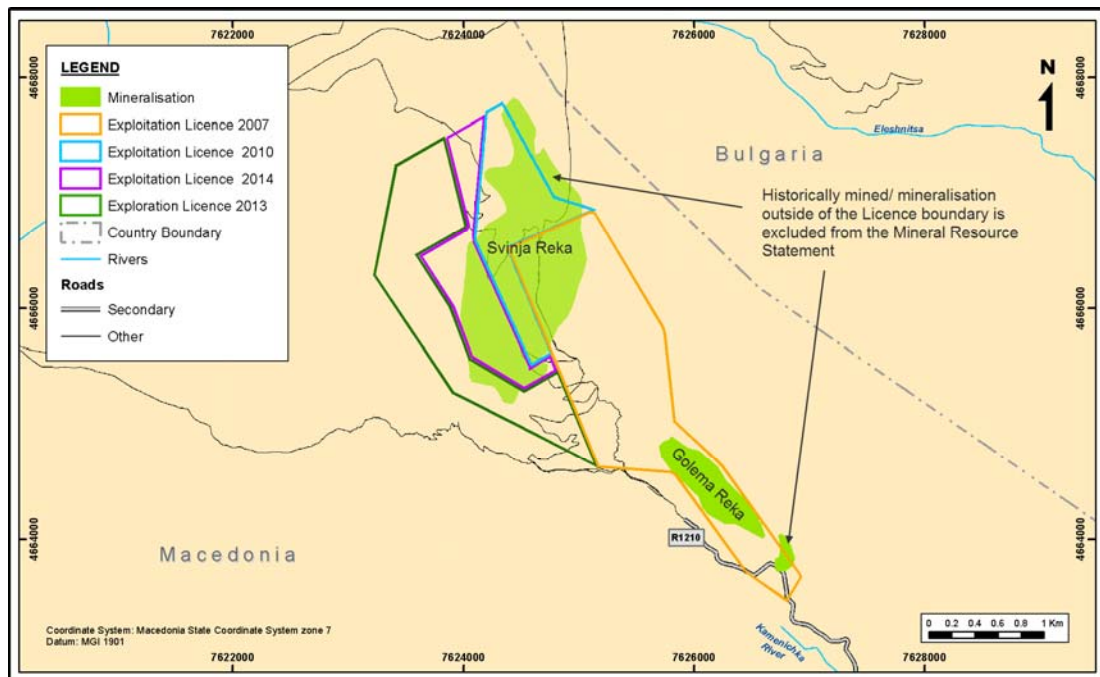 7622000
7624000
7626000
7628000
4668000
4668000
LEGEND
Mineralisation
Exploitation Licence 2007
Exploitation Licence 2010
Exploitation Licence 2014
Exploration Licence 2013
Country Boundary
Rivers
Roads
Secondary
Other
N
Eleshnitsa
Bulgaria
Historically mined/ mineralisation
outside of the Licence boundary is
excluded from the Mineral Resource
Statement
Svinja Reka
4666000
4666000
Golema Reka
4664000
4664000
R1210
Macedonia
Coordinate System: Macedonia State Coordinate System zone 7
Datum: MGI 1901
Kamenichka
River
0 0.2 0.4 0.6 0.8 1 Km
7622000
7624000
7626000
7628000